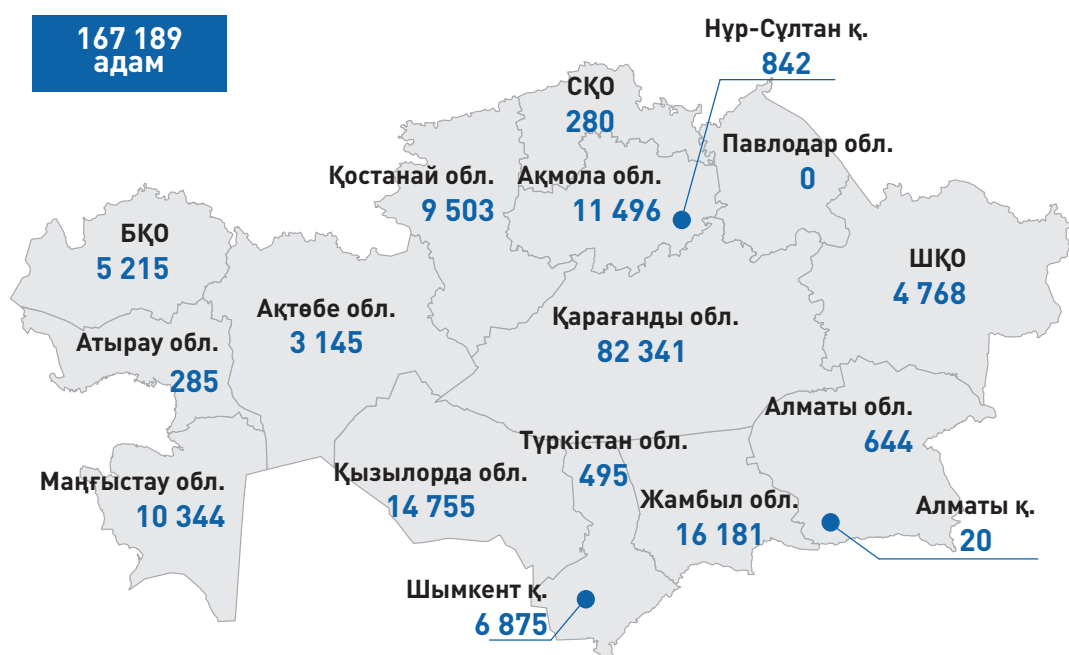 167 189
адам
Нұр-Сұлтан қ.
842
СҚО
280
Павлодар обл.
0
Қостанай обл.
9 503
Ақмола обл.
11 496
БҚО
5 215
ШҚО
4 768
Ақтөбе обл.
3 145
Қарағанды обл.
82 341
Атырау обл.
285
Алматы обл.
644
Түркістан обл.
495
Маңғыстау обл.
10 344
Қызылорда обл.
14 755
Жамбыл обл.
16 181
Алматы қ.
20
Шымкент қ.
6 875